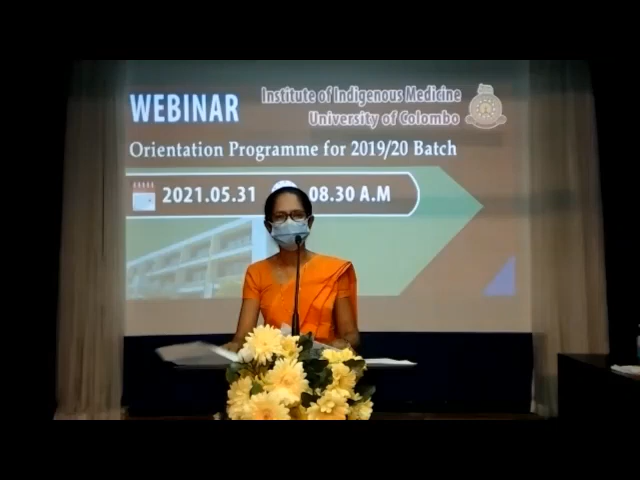 WEBINAR
Institute of Indigenous Medicine
University of Colombo
Orientation Programme for 2019/20 Batch
2021.05.31
08.30 A.M